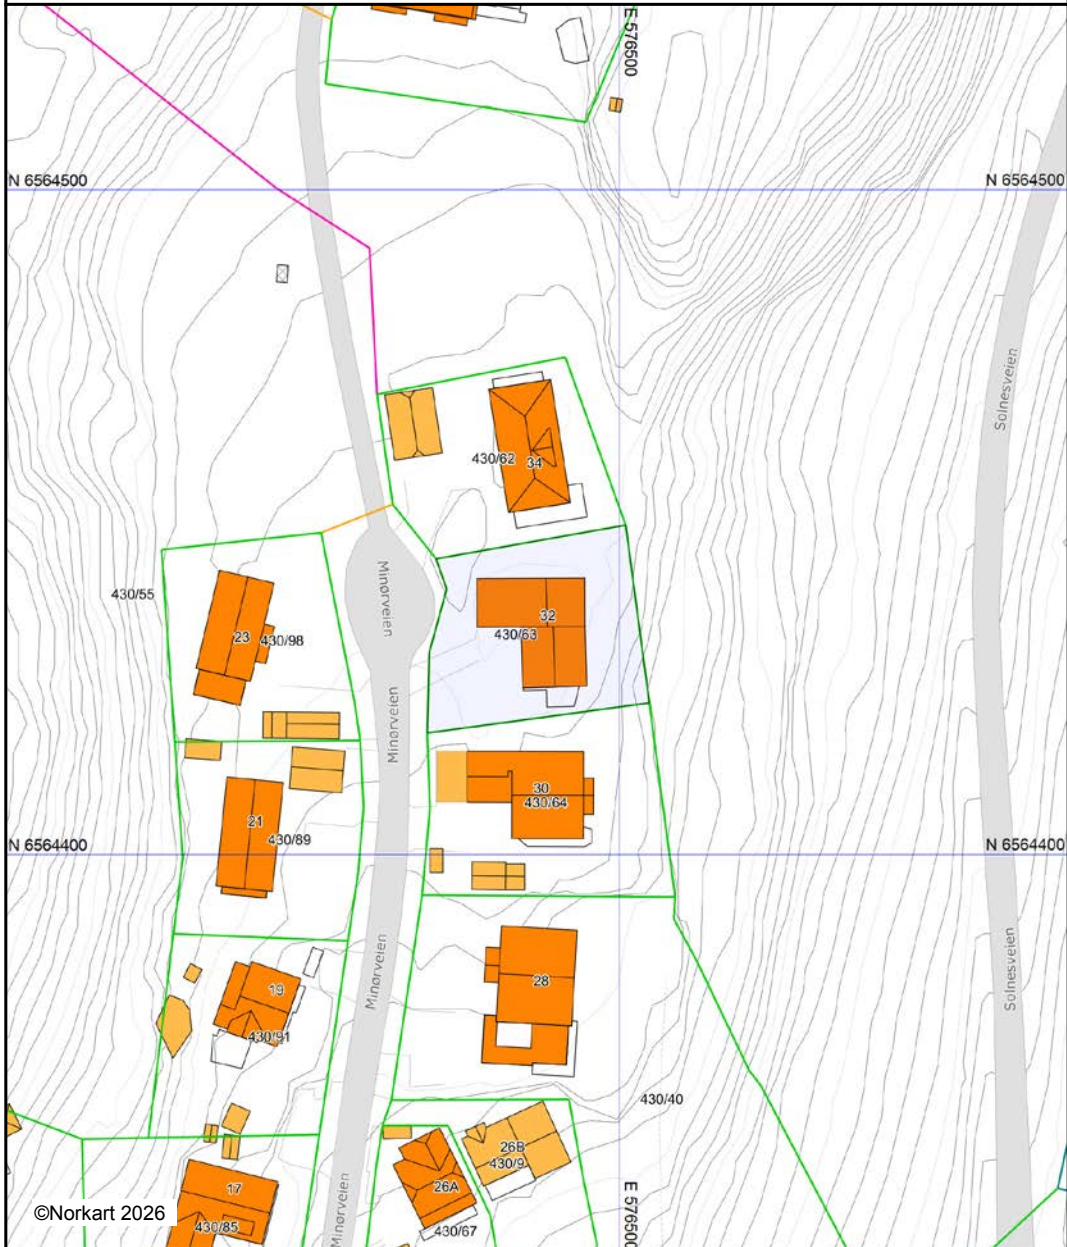 E 576500
N 6564500
N 6564500
Solnesveien
430/62
34
430/55
Minørveien
32
430/63
23
430/98
Minørveien
30
430/64
21
430/89
N 6564400
N 6564400
Minørveien
Solnesveien
28
19
430/91
430/40
26B
430/9
17
26A
E 576500
Minørveien
430/85
430/67
©Norkart 2026